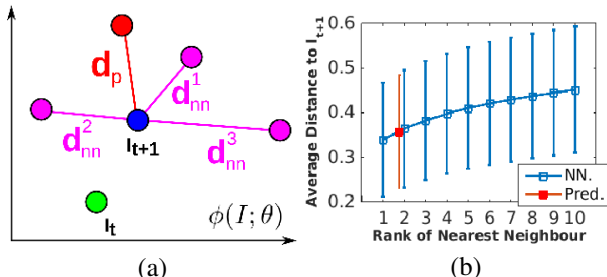 d_p
d_nn^1
d_nn^2
I_{t+1}
d_nn^3
I_t
ϕ(I; θ)
(a)
Average Distance to I_{t+1}
0.6
0.5
0.4
0.3
0.2
1 2 3 4 5 6 7 8 9 10
Rank of Nearest Neighbour
NN.
Pred.
(b)